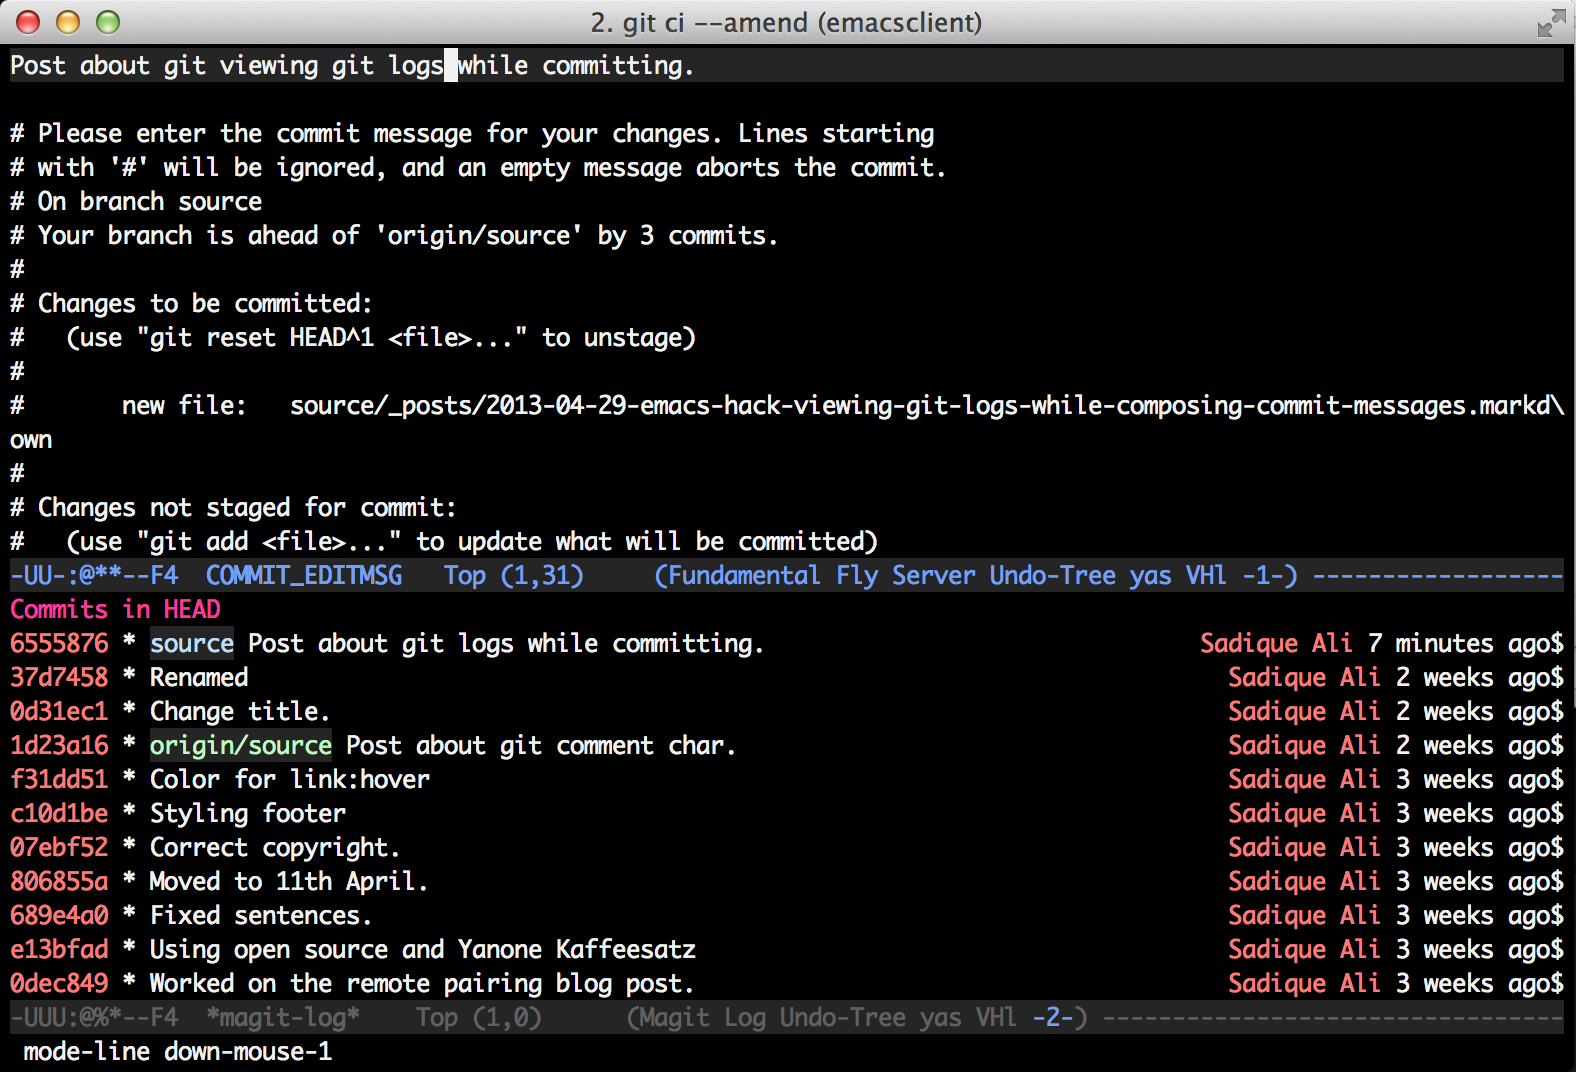 2. git ci --amend (emacsclient)
Post about git viewing git logs while committing.
# Please enter the commit message for your changes. Lines starting
# with '#' will be ignored, and an empty message aborts the commit.
# On branch source
# Your branch is ahead of 'origin/source' by 3 commits.
#
# Changes to be committed:
#   (use "git reset HEAD^1 <file>..." to unstage)
#
#       new file:   source/_posts/2013-04-29-emacs-hack-viewing-git-logs-while-composing-commit-messages.markd\
own
#
# Changes not staged for commit:
#   (use "git add <file>..." to update what will be committed)
-UU-:@**--F4  COMMIT_EDITMSG   Top (1,31)     (Fundamental Fly Server Undo-Tree yas VHl -1-) ------------------
Commits in HEAD
6555876 * source Post about git logs while committing. Sadique Ali 7 minutes ago$
37d7458 * Renamed Sadique Ali 2 weeks ago$
0d31ec1 * Change title. Sadique Ali 2 weeks ago$
1d23a16 * origin/source Post about git comment char. Sadique Ali 2 weeks ago$
f31dd51 * Color for link:hover Sadique Ali 3 weeks ago$
c10d1be * Styling footer Sadique Ali 3 weeks ago$
07ebf52 * Correct copyright. Sadique Ali 3 weeks ago$
806855a * Moved to 11th April. Sadique Ali 3 weeks ago$
689e4a0 * Fixed sentences. Sadique Ali 3 weeks ago$
e13bfad * Using open source and Yanone Kaffeesatz Sadique Ali 3 weeks ago$
0dec849 * Worked on the remote pairing blog post. Sadique Ali 3 weeks ago$
-UUU:@%*--F4  *magit-log*    Top (1,0)      (Magit Log Undo-Tree yas VHl -2-) ---------------------------------
mode-line down-mouse-1